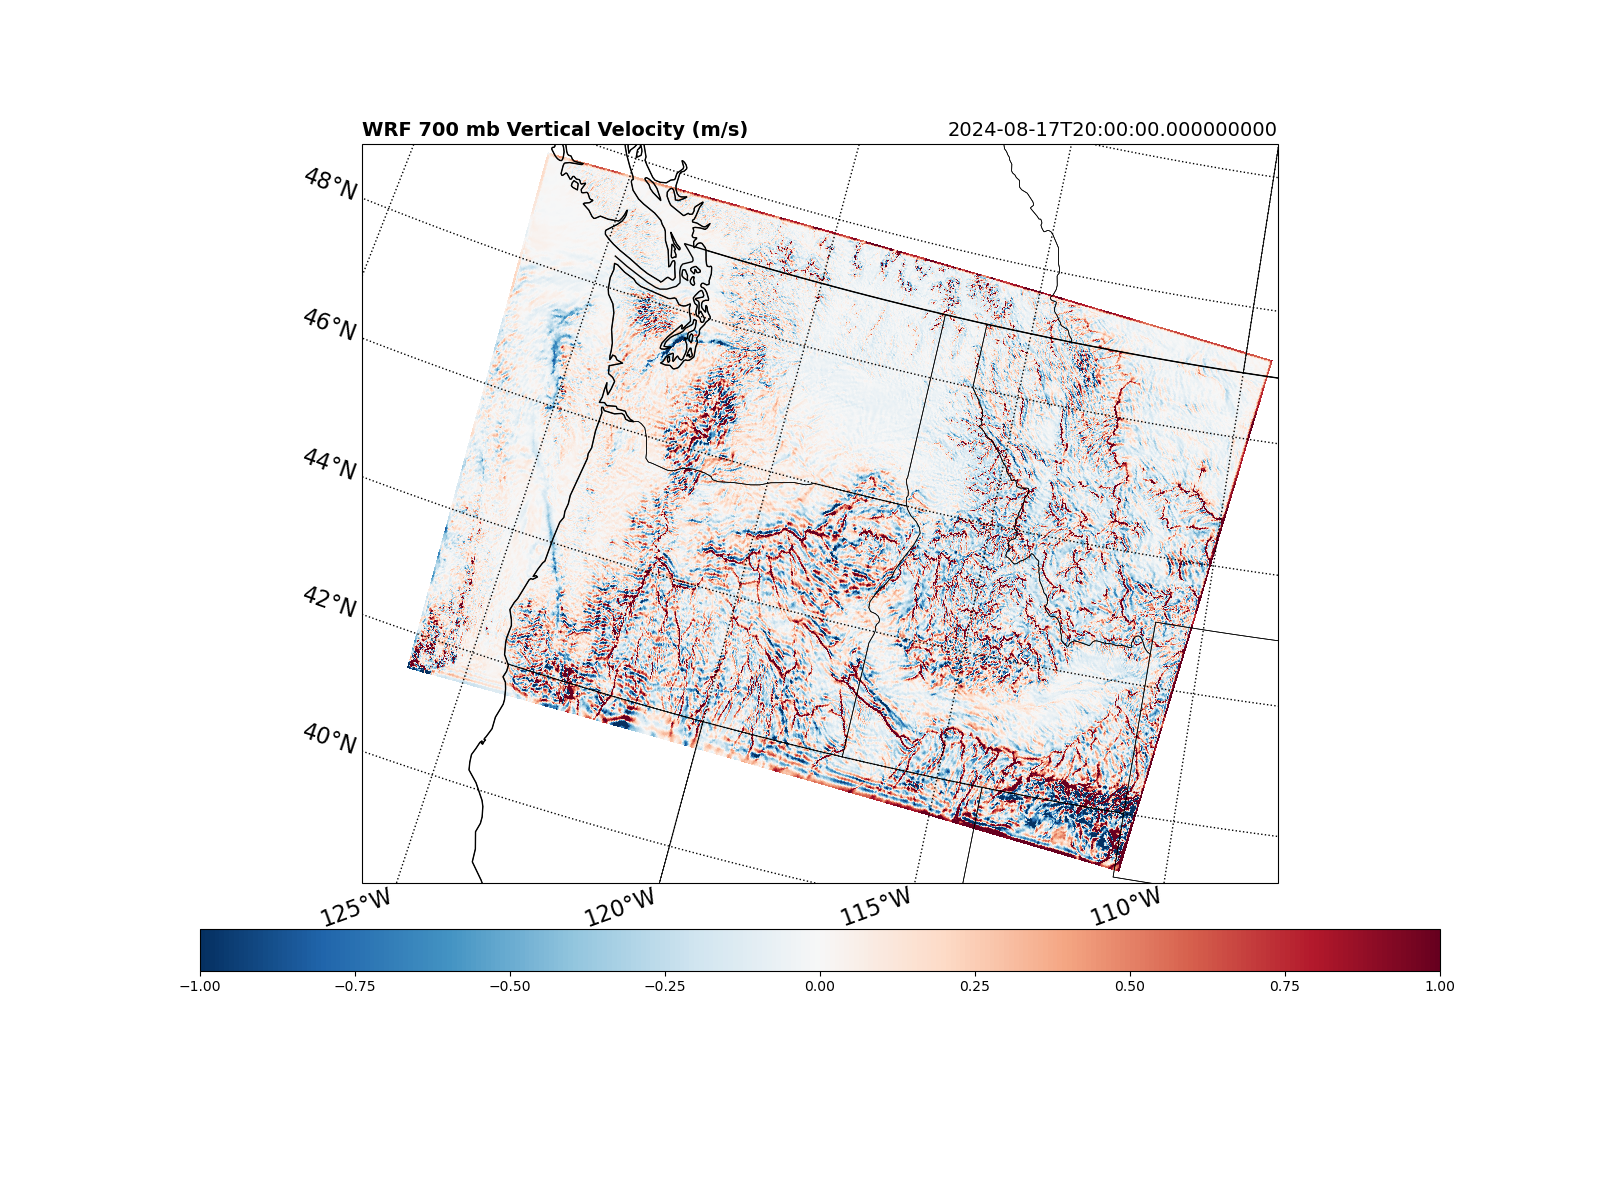 WRF 700 mb Vertical Velocity (m/s) 2024-08-17T20:00:00.000000000
48°N
46°N
44°N
42°N
40°N
125°W 120°W 115°W 110°W
−1.00 −0.75 −0.50 −0.25 0.00 0.25 0.50 0.75 1.00